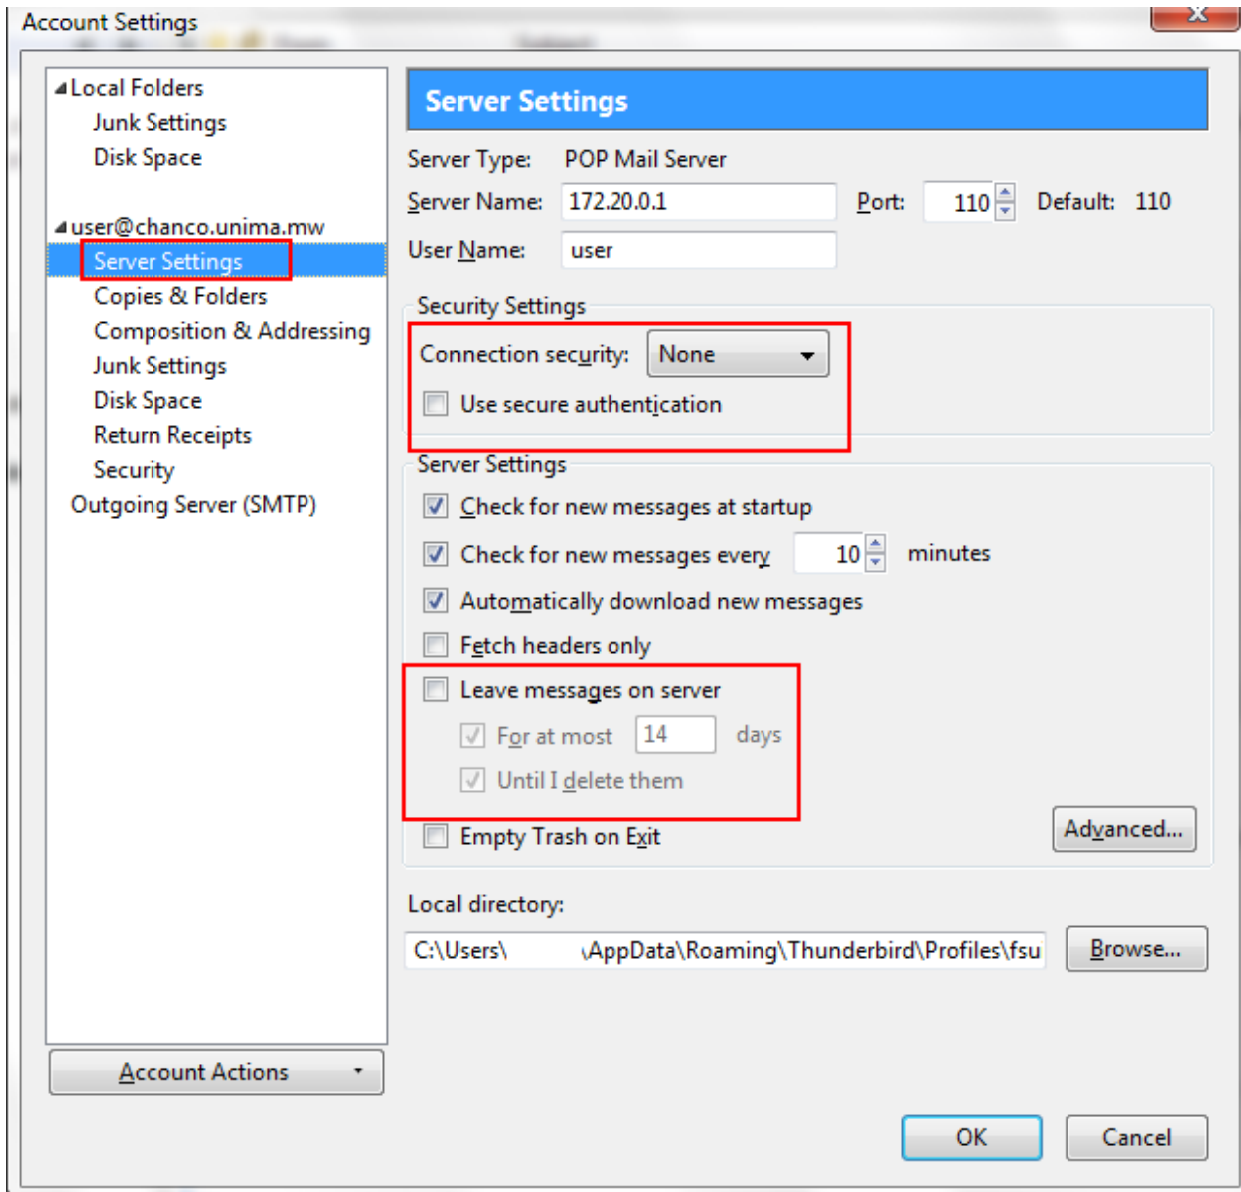 Account Settings
Local Folders
Junk Settings
Disk Space
user@chanco.unima.mw
Server Settings
Copies & Folders
Composition & Addressing
Junk Settings
Disk Space
Return Receipts
Security
Outgoing Server (SMTP)
Account Actions
Server Settings
Server Type: POP Mail Server
Server Name: 172.20.0.1 Port: 110 Default: 110
User Name: user
Security Settings
Connection security: None
Use secure authentication
Server Settings
Check for new messages at startup
Check for new messages every 10 minutes
Automatically download new messages
Fetch headers only
Leave messages on server
For at most 14 days
Until I delete them
Empty Trash on Exit
Advanced...
Local directory:
C:\Users\ \AppData\Roaming\Thunderbird\Profiles\fsu Browse...
OK Cancel